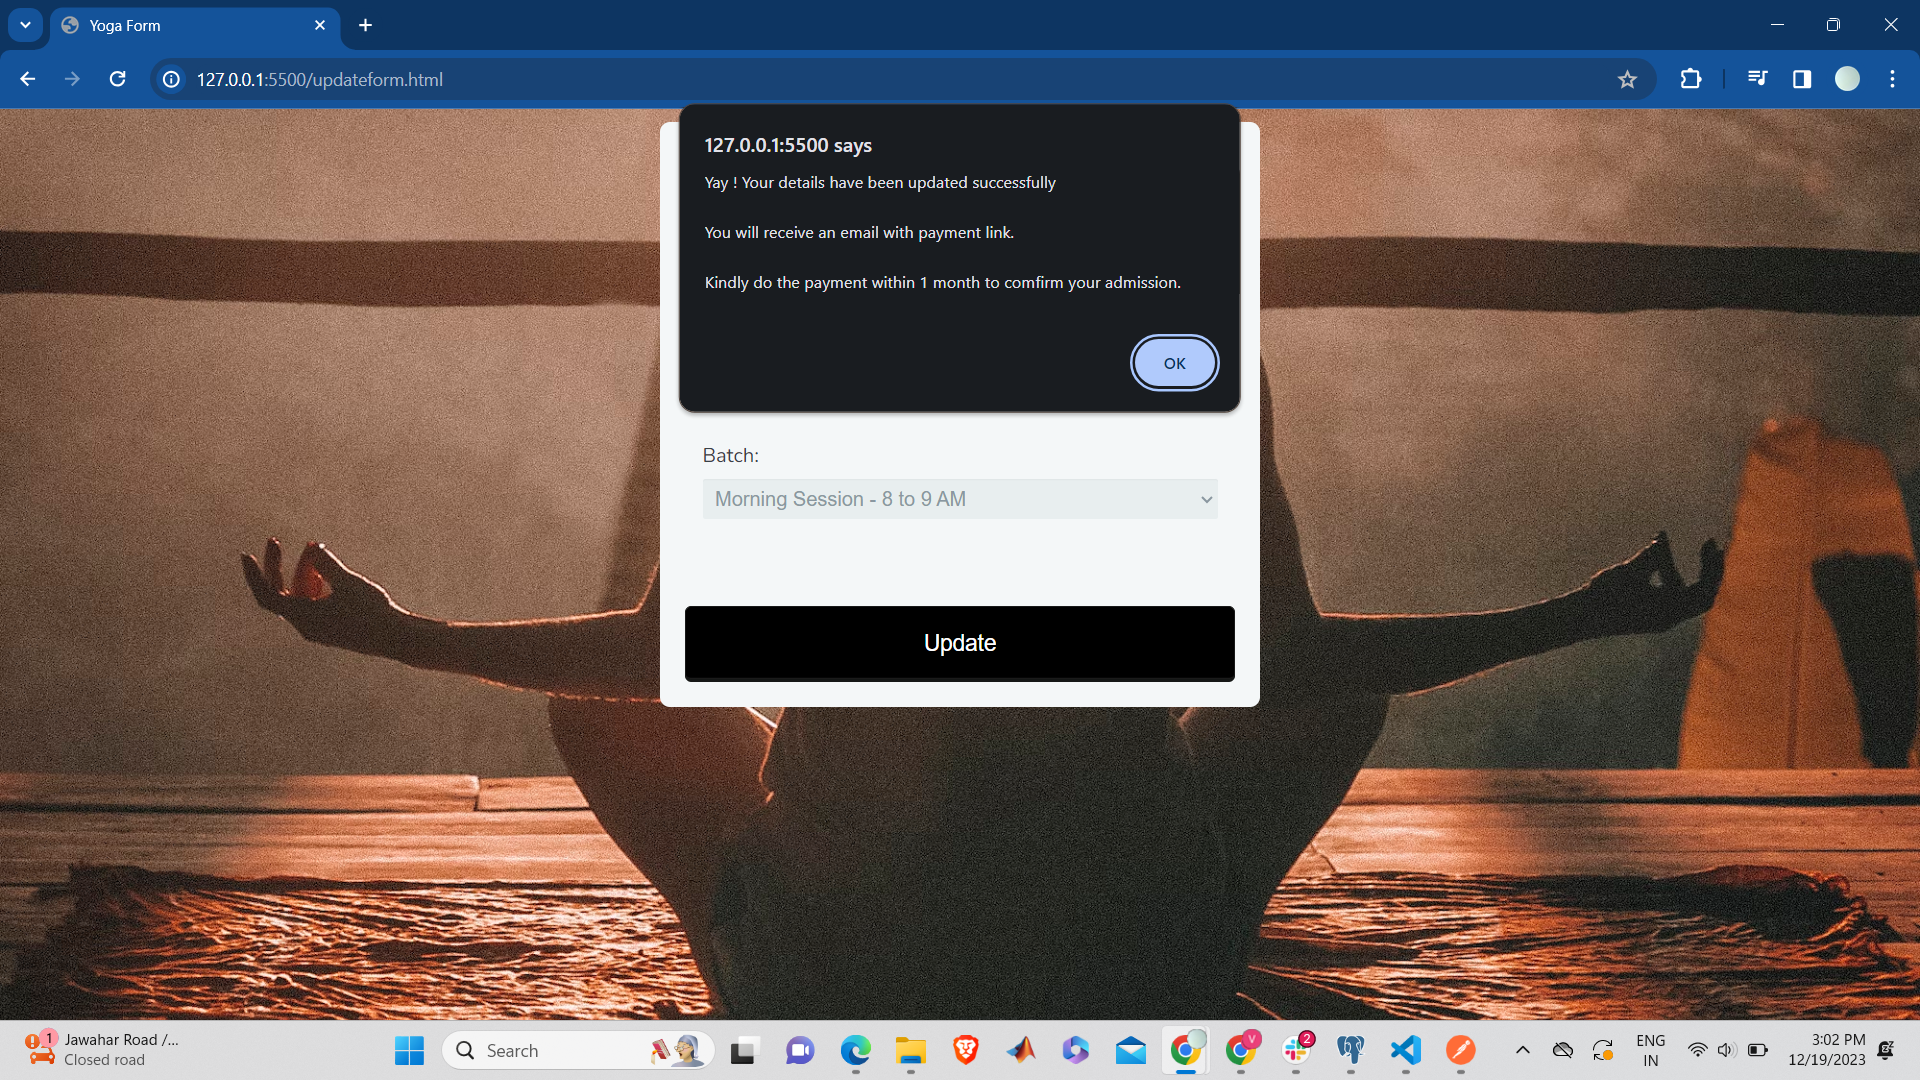 Yoga Form
127.0.0.1:5500/updateform.html
127.0.0.1:5500 says
Yay ! Your details have been updated successfully
You will receive an email with payment link.
Kindly do the payment within 1 month to comfirm your admission.
OK
Batch:
Morning Session - 8 to 9 AM
Update
1
Jawahar Road /...
Closed road
Search
V
2
ENG
IN
3:02 PM
12/19/2023